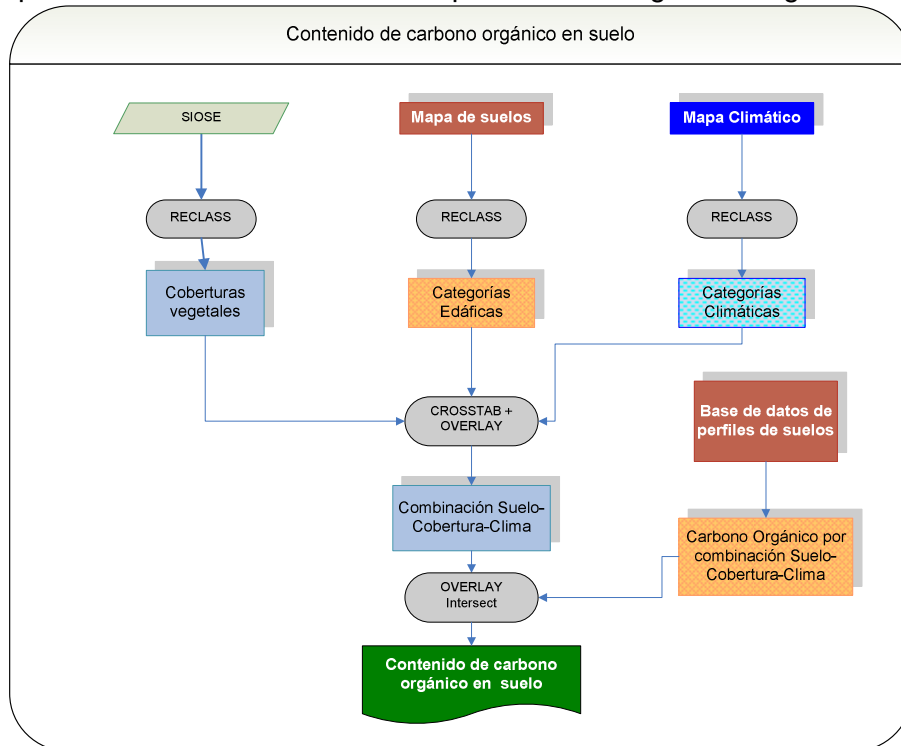 Contenido de carbono orgánico en suelo
SIOSE
Mapa de suelos
Mapa Climático
RECLASS
RECLASS
RECLASS
Coberturas
vegetales
Categorías
Edáficas
Categorías
Climáticas
CROSSTAB +
OVERLAY
Base de datos de
perfiles de suelos
Combinación Suelo-
Cobertura-Clima
Carbono Orgánico por
combinación Suelo-
Cobertura-Clima
OVERLAY
Intersect
Contenido de carbono
orgánico en suelo